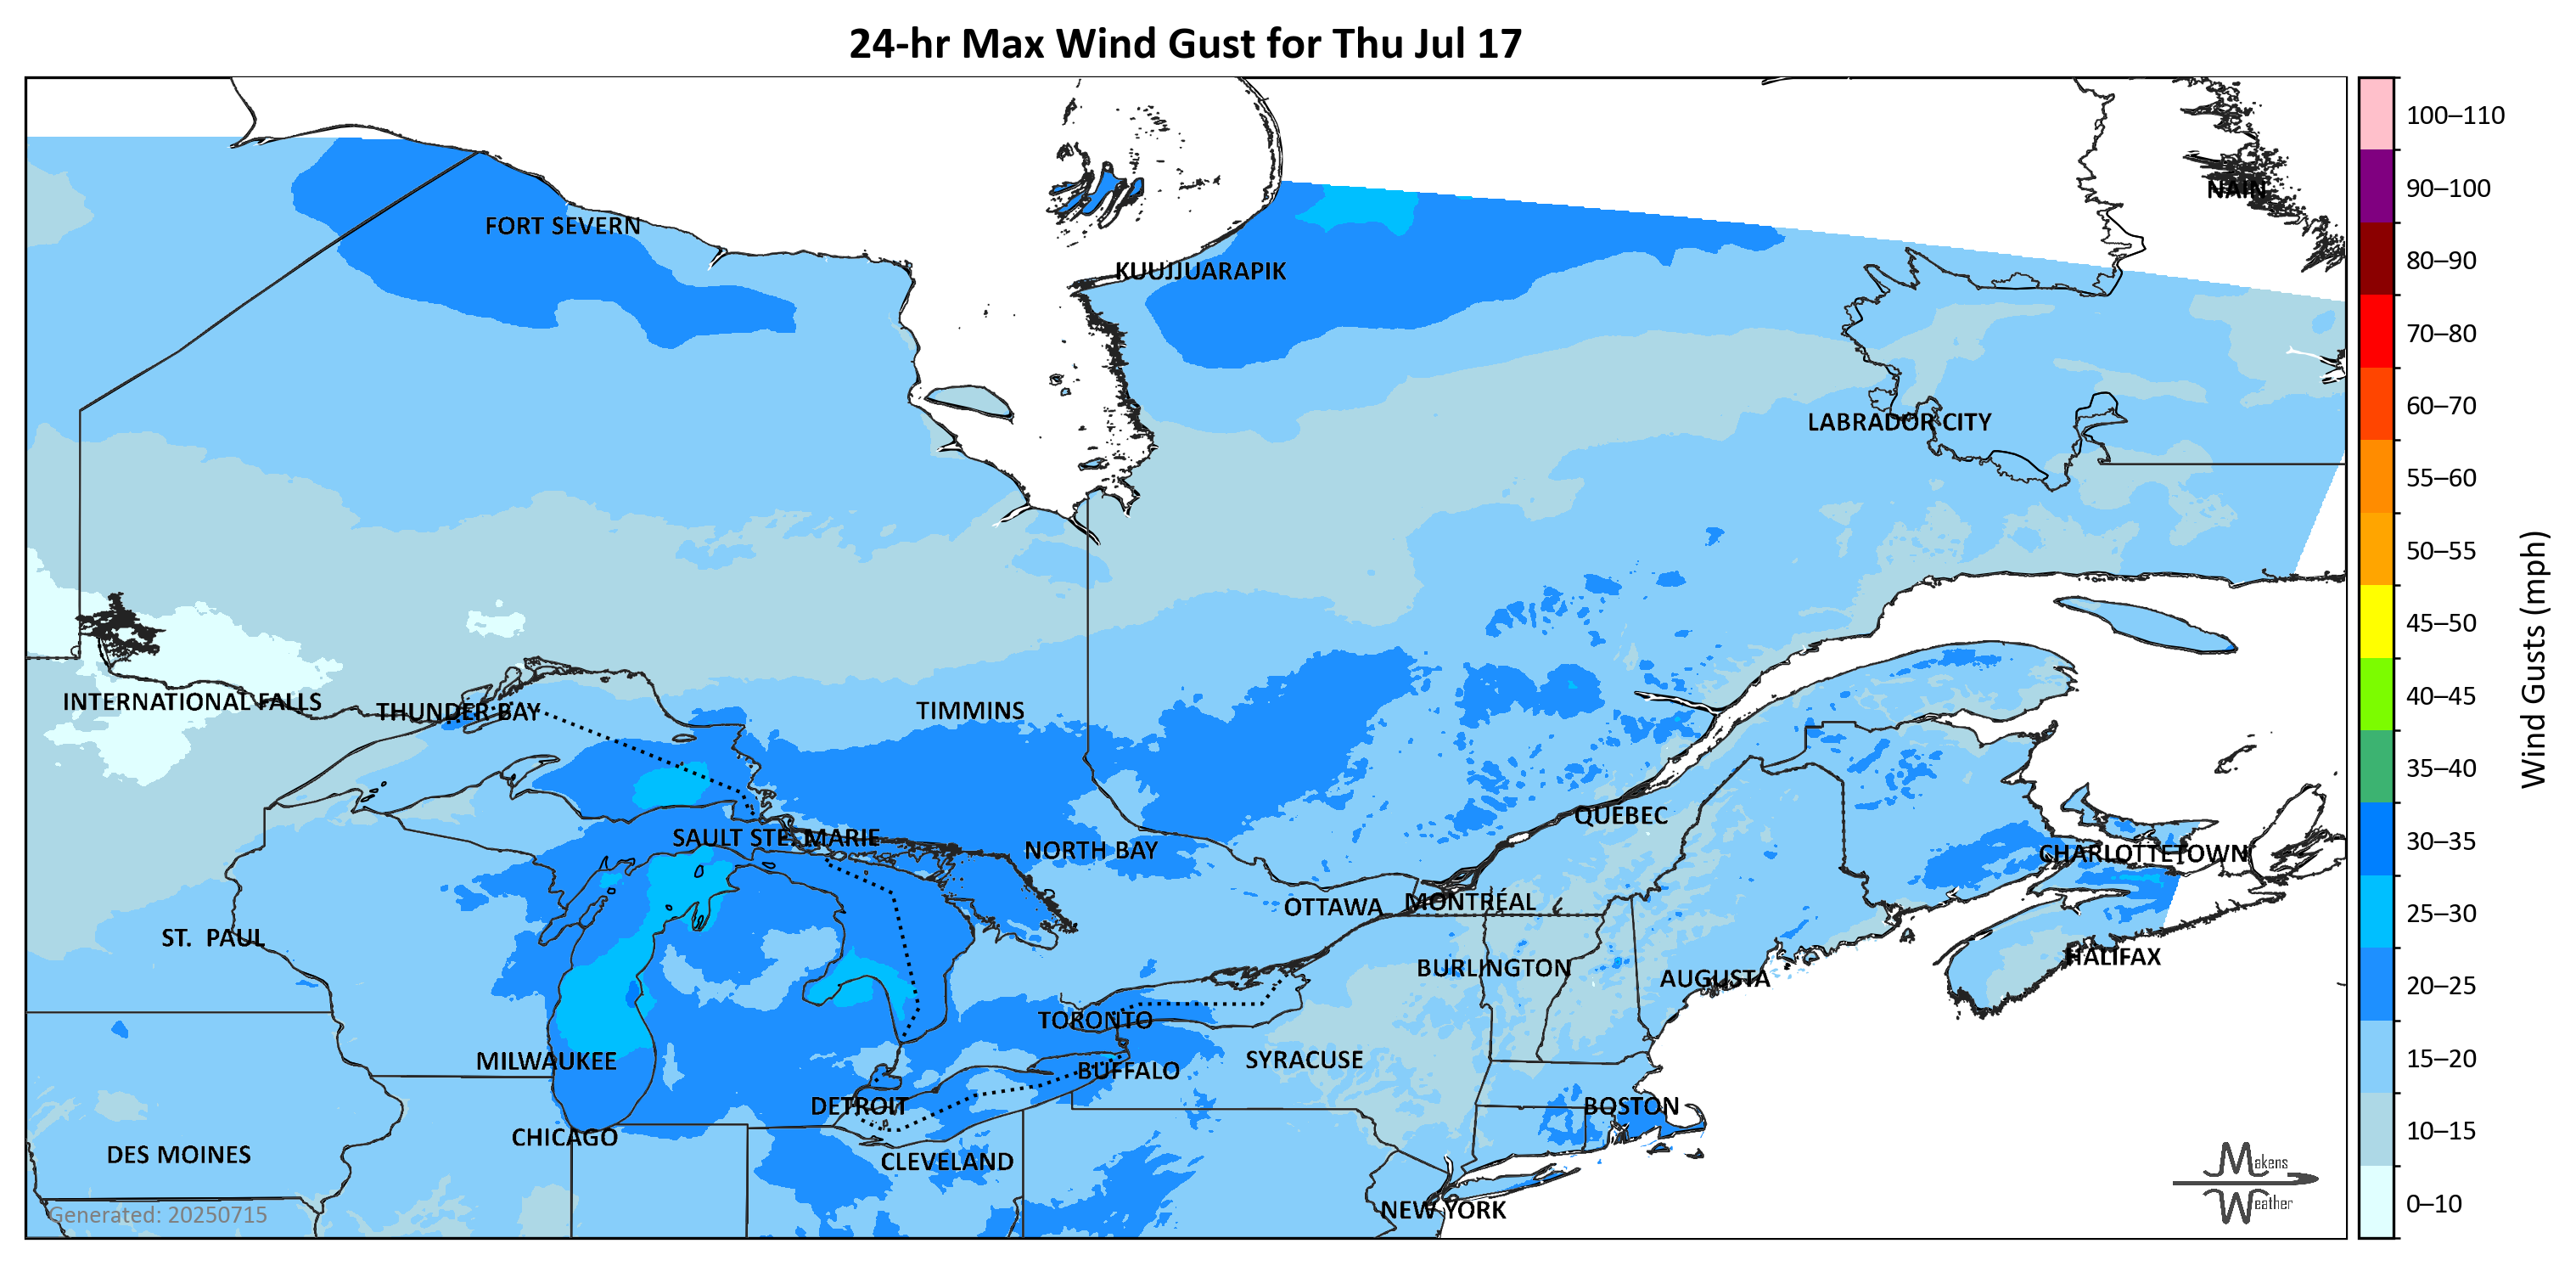 24-hr Max Wind Gust for Thu Jul 17
100–110
90–100
80–90
70–80
60–70
55–60
50–55
45–50
40–45
35–40
30–35
25–30
20–25
15–20
10–15
0–10
Wind Gusts (mph)
NAIN
FORT SEVERN
KUUJJUARAPIK
LABRADOR CITY
INTERNATIONAL FALLS
THUNDER BAY
TIMMINS
QUÉBEC
SAULT STE. MARIE
NORTH BAY
CHARLOTTETOWN
OTTAWA
MONTRÉAL
ST. PAUL
HALIFAX
BURLINGTON
AUGUSTA
TORONTO
MILWAUKEE
SYRACUSE
BUFFALO
DETROIT
BOSTON
CHICAGO
DES MOINES
CLEVELAND
NEW YORK
Generated: 20250715
Makens
Weather